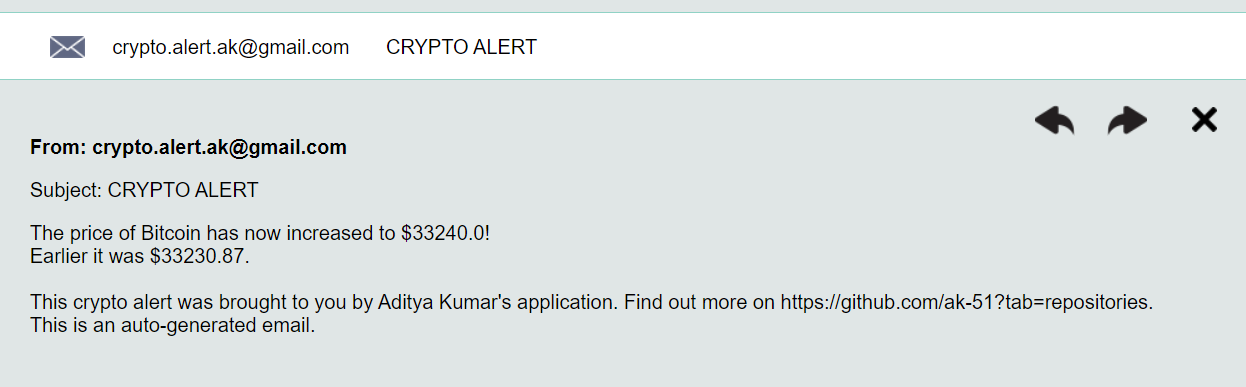 crypto.alert.ak@gmail.com CRYPTO ALERT
From: crypto.alert.ak@gmail.com
Subject: CRYPTO ALERT
The price of Bitcoin has now increased to $33240.0!
Earlier it was $33230.87.
This crypto alert was brought to you by Aditya Kumar's application. Find out more on https://github.com/ak-51?tab=repositories.
This is an auto-generated email.